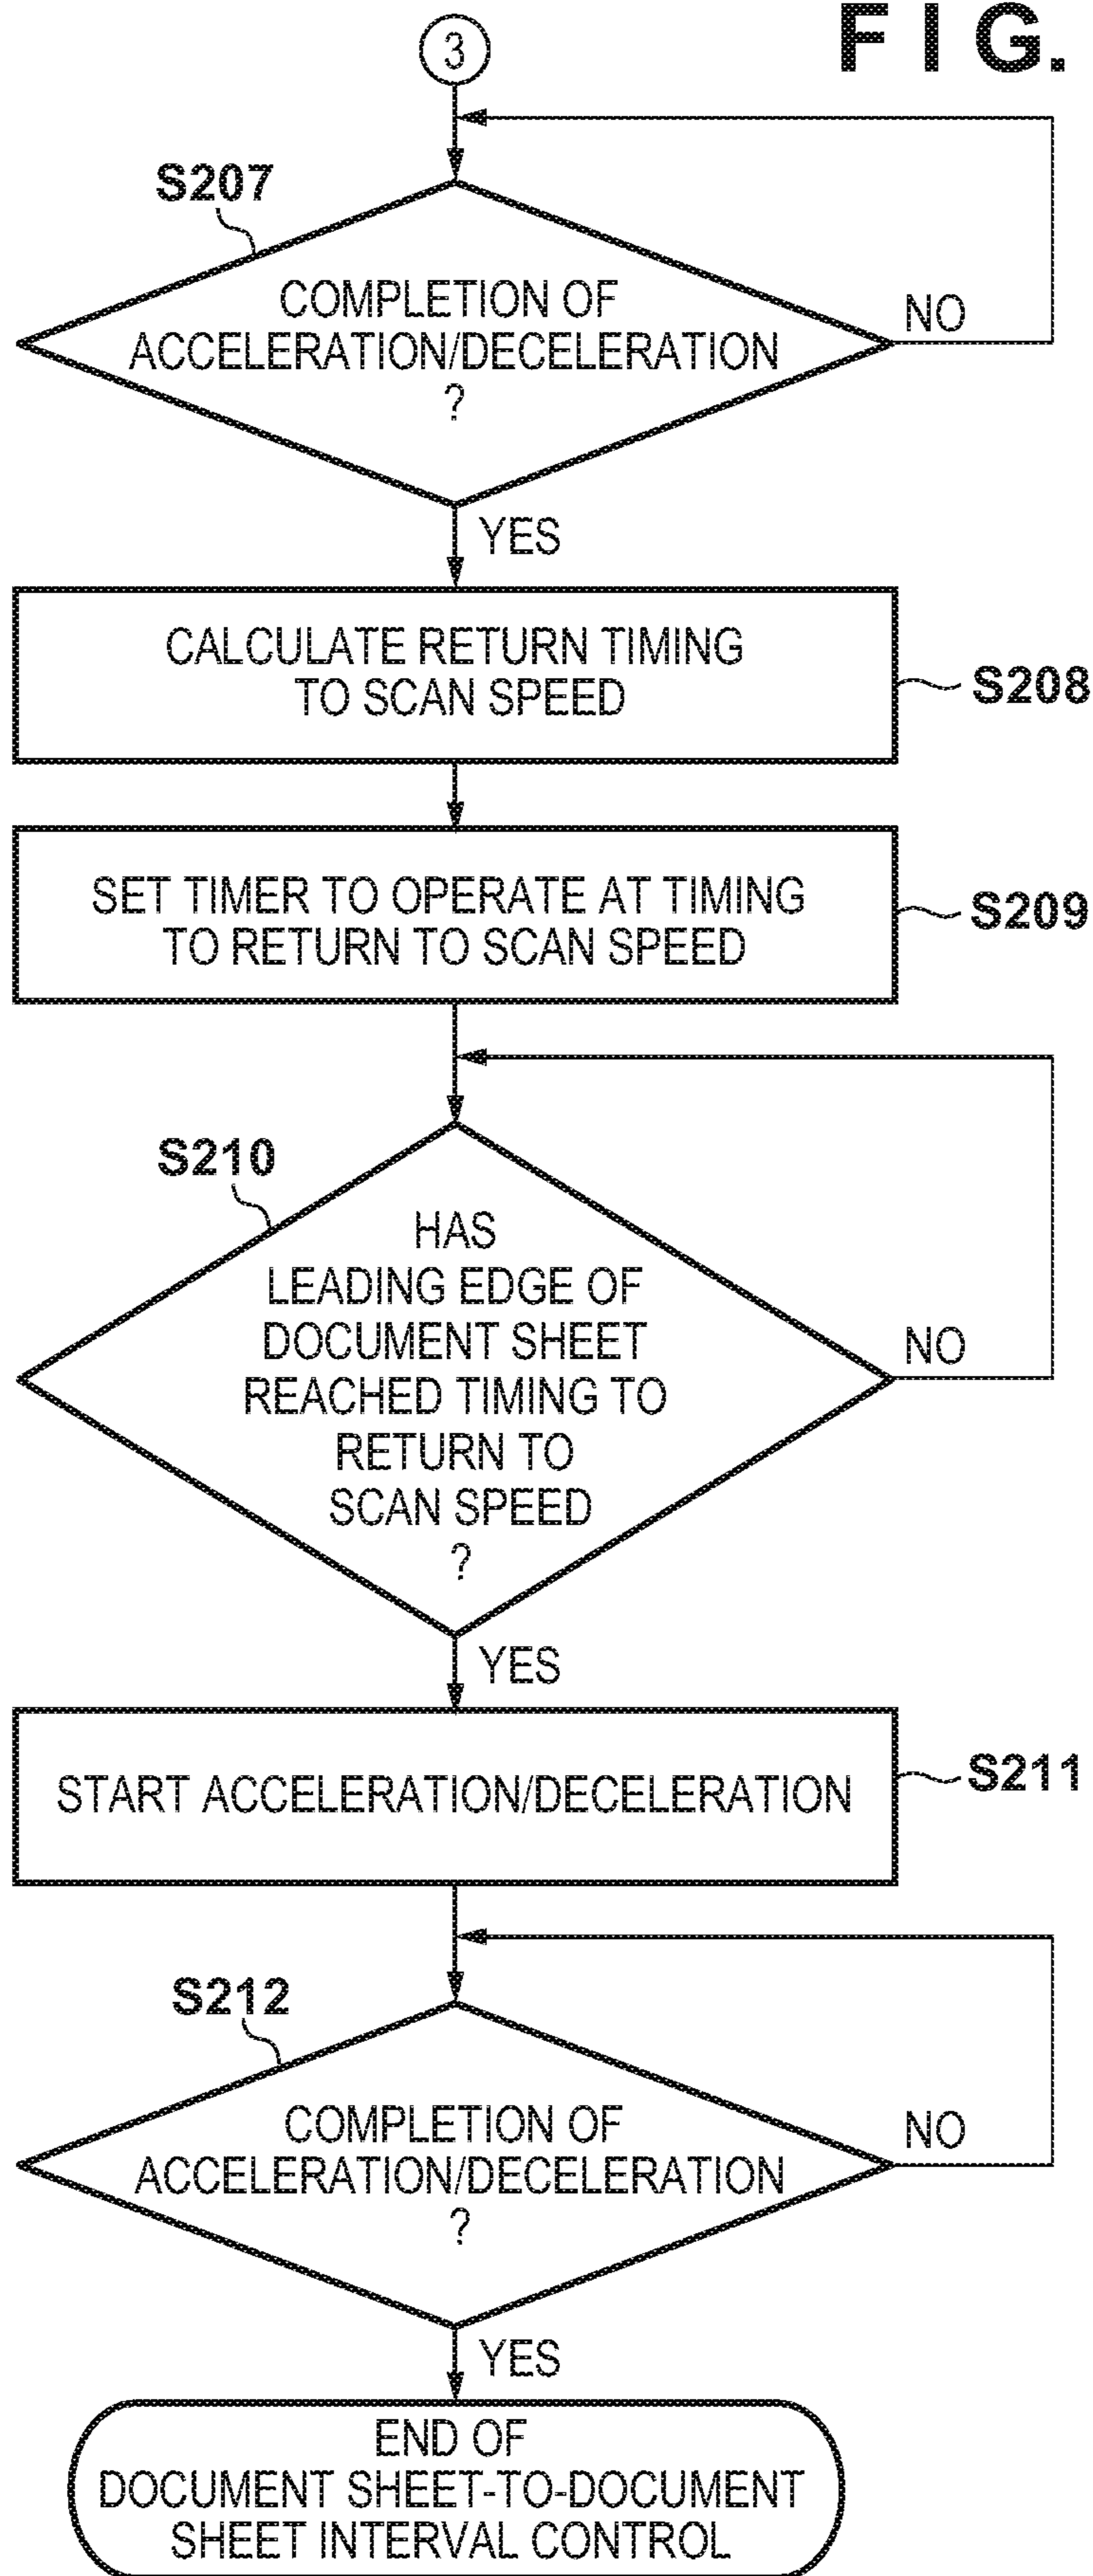 F I G.
3
S207
COMPLETION OF
ACCELERATION/DECELERATION
?
NO
YES
CALCULATE RETURN TIMING
TO SCAN SPEED
S208
SET TIMER TO OPERATE AT TIMING
TO RETURN TO SCAN SPEED
S209
S210
HAS
LEADING EDGE OF
DOCUMENT SHEET
REACHED TIMING TO
RETURN TO
SCAN SPEED
?
NO
YES
START ACCELERATION/DECELERATION
S211
S212
COMPLETION OF
ACCELERATION/DECELERATION
?
NO
YES
END OF
DOCUMENT SHEET-TO-DOCUMENT
SHEET INTERVAL CONTROL